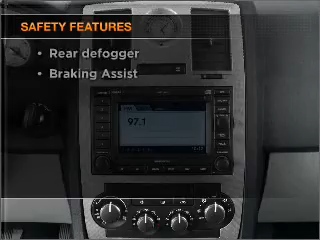 SAFETY FEATURES
• Rear defogger
• Braking Assist
97.1